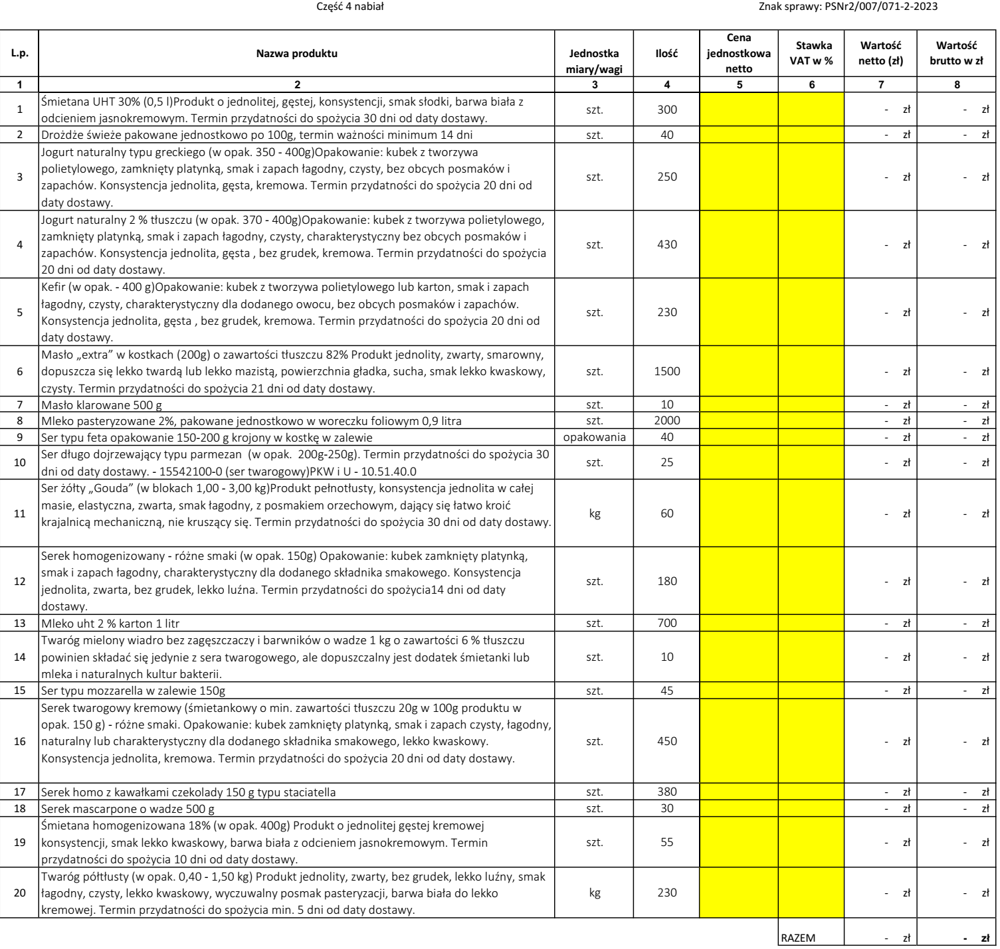 Część 4 nabiał Znak sprawy: PSNr2/007/071-2-2023
L.p. Nazwa produktu Jednostka miary/wagi Ilość Cena jednostkowa netto Stawka VAT w % Wartość netto (zł) Wartość brutto w zł
1 2 3 4 5 6 7 8
1 Śmietana UHT 30% (0,5 l)Produkt o jednolitej, gęstej, konsystencji, smak słodki, barwa biała z
odcieniem jasnokremowym. Termin przydatności do spożycia 30 dni od daty dostawy. szt. 300 - zł - zł
2 Drożdże świeże pakowane jednostkowo po 100g, termin ważności minimum 14 dni szt. 40 - zł - zł
3 Jogurt naturalny typu greckiego (w opak. 350 - 400g)Opakowanie: kubek z tworzywa
polietylowego, zamknięty platynką, smak i zapach łagodny, czysty, bez obcych posmaków i
zapachów. Konsystencja jednolita, gęsta, kremowa. Termin przydatności do spożycia 20 dni od
daty dostawy. szt. 250 - zł - zł
4 Jogurt naturalny 2 % tłuszczu (w opak. 370 - 400g)Opakowanie: kubek z tworzywa polietylowego,
zamknięty platynką, smak i zapach łagodny, czysty, charakterystyczny bez obcych posmaków i
zapachów. Konsystencja jednolita, gęsta , bez grudek, kremowa. Termin przydatności do spożycia
20 dni od daty dostawy. szt. 430 - zł - zł
5 Kefir (w opak. - 400 g)Opakowanie: kubek z tworzywa polietylowego lub karton, smak i zapach
łagodny, czysty, charakterystyczny dla dodanego owocu, bez obcych posmaków i zapachów.
Konsystencja jednolita, gęsta , bez grudek, kremowa. Termin przydatności do spożycia 20 dni od
daty dostawy. szt. 230 - zł - zł
6 Masło „extra” w kostkach (200g) o zawartości tłuszczu 82% Produkt jednolity, zwarty, smarowny,
dopuszcza się lekko twardą lub lekko mazistą, powierzchnia gładka, sucha, smak lekko kwaskowy,
czysty. Termin przydatności do spożycia 21 dni od daty dostawy. szt. 1500 - zł - zł
7 Masło klarowane 500 g szt. 10 - zł - zł
8 Mleko pasteryzowane 2%, pakowane jednostkowo w woreczku foliowym 0,9 litra szt. 2000 - zł - zł
9 Ser typu feta opakowanie 150-200 g krojony w kostkę w zalewie opakowania 40 - zł - zł
10 Ser długo dojrzewający typu parmezan (w opak. 200g-250g). Termin przydatności do spożycia 30
dni od daty dostawy. - 15542100-0 (ser twarogowy)PKW i U - 10.51.40.0 szt. 25 - zł - zł
11 Ser żółty „Gouda” (w blokach 1,00 - 3,00 kg)Produkt pełnotłusty, konsystencja jednolita w całej
masie, elastyczna, zwarta, smak łagodny, z posmakiem orzechowym, dający się łatwo kroić
krajalnicą mechaniczną, nie kruszący się. Termin przydatności do spożycia 30 dni od daty dostawy. kg 60 - zł - zł
12 Serek homogenizowany - różne smaki (w opak. 150g) Opakowanie: kubek zamknięty platynką,
smak i zapach łagodny, charakterystyczny dla dodanego składnika smakowego. Konsystencja
jednolita, zwarta, bez grudek, lekko luźna. Termin przydatności do spożycia14 dni od daty
dostawy. szt. 180 - zł - zł
13 Mleko uht 2 % karton 1 litr szt. 700 - zł - zł
14 Twaróg mielony wiadro bez zagęszczaczy i barwników o wadze 1 kg o zawartości 6 % tłuszczu
powinien składać się jedynie z sera twarogowego, ale dopuszczalny jest dodatek śmietanki lub
mleka i naturalnych kultur bakterii. szt. 10 - zł - zł
15 Ser typu mozzarella w zalewie 150g szt. 45 - zł - zł
16 Serek twarogowy kremowy (śmietankowy o min. zawartości tłuszczu 20g w 100g produktu w
opak. 150 g) - różne smaki. Opakowanie: kubek zamknięty platynką, smak i zapach czysty, łagodny,
naturalny lub charakterystyczny dla dodanego składnika smakowego, lekko kwaskowy.
Konsystencja jednolita, kremowa. Termin przydatności do spożycia 20 dni od daty dostawy. szt. 450 - zł - zł
17 Serek homo z kawałkami czekolady 150 g typu staciatella szt. 380 - zł - zł
18 Serek mascarpone o wadze 500 g szt. 30 - zł - zł
19 Śmietana homogenizowana 18% (w opak. 400g) Produkt o jednolitej gęstej kremowej
konsystencji, smak lekko kwaskowy, barwa biała z odcieniem jasnokremowym. Termin
przydatności do spożycia 10 dni od daty dostawy. szt. 55 - zł - zł
20 Twaróg półtłusty (w opak. 0,40 - 1,50 kg) Produkt jednolity, zwarty, bez grudek, lekko luźny, smak
łagodny, czysty, lekko kwaskowy, wyczuwalny posmak pasteryzacji, barwa biała do lekko
kremowej. Termin przydatności do spożycia min. 5 dni od daty dostawy. kg 230 - zł - zł
RAZEM - zł - zł